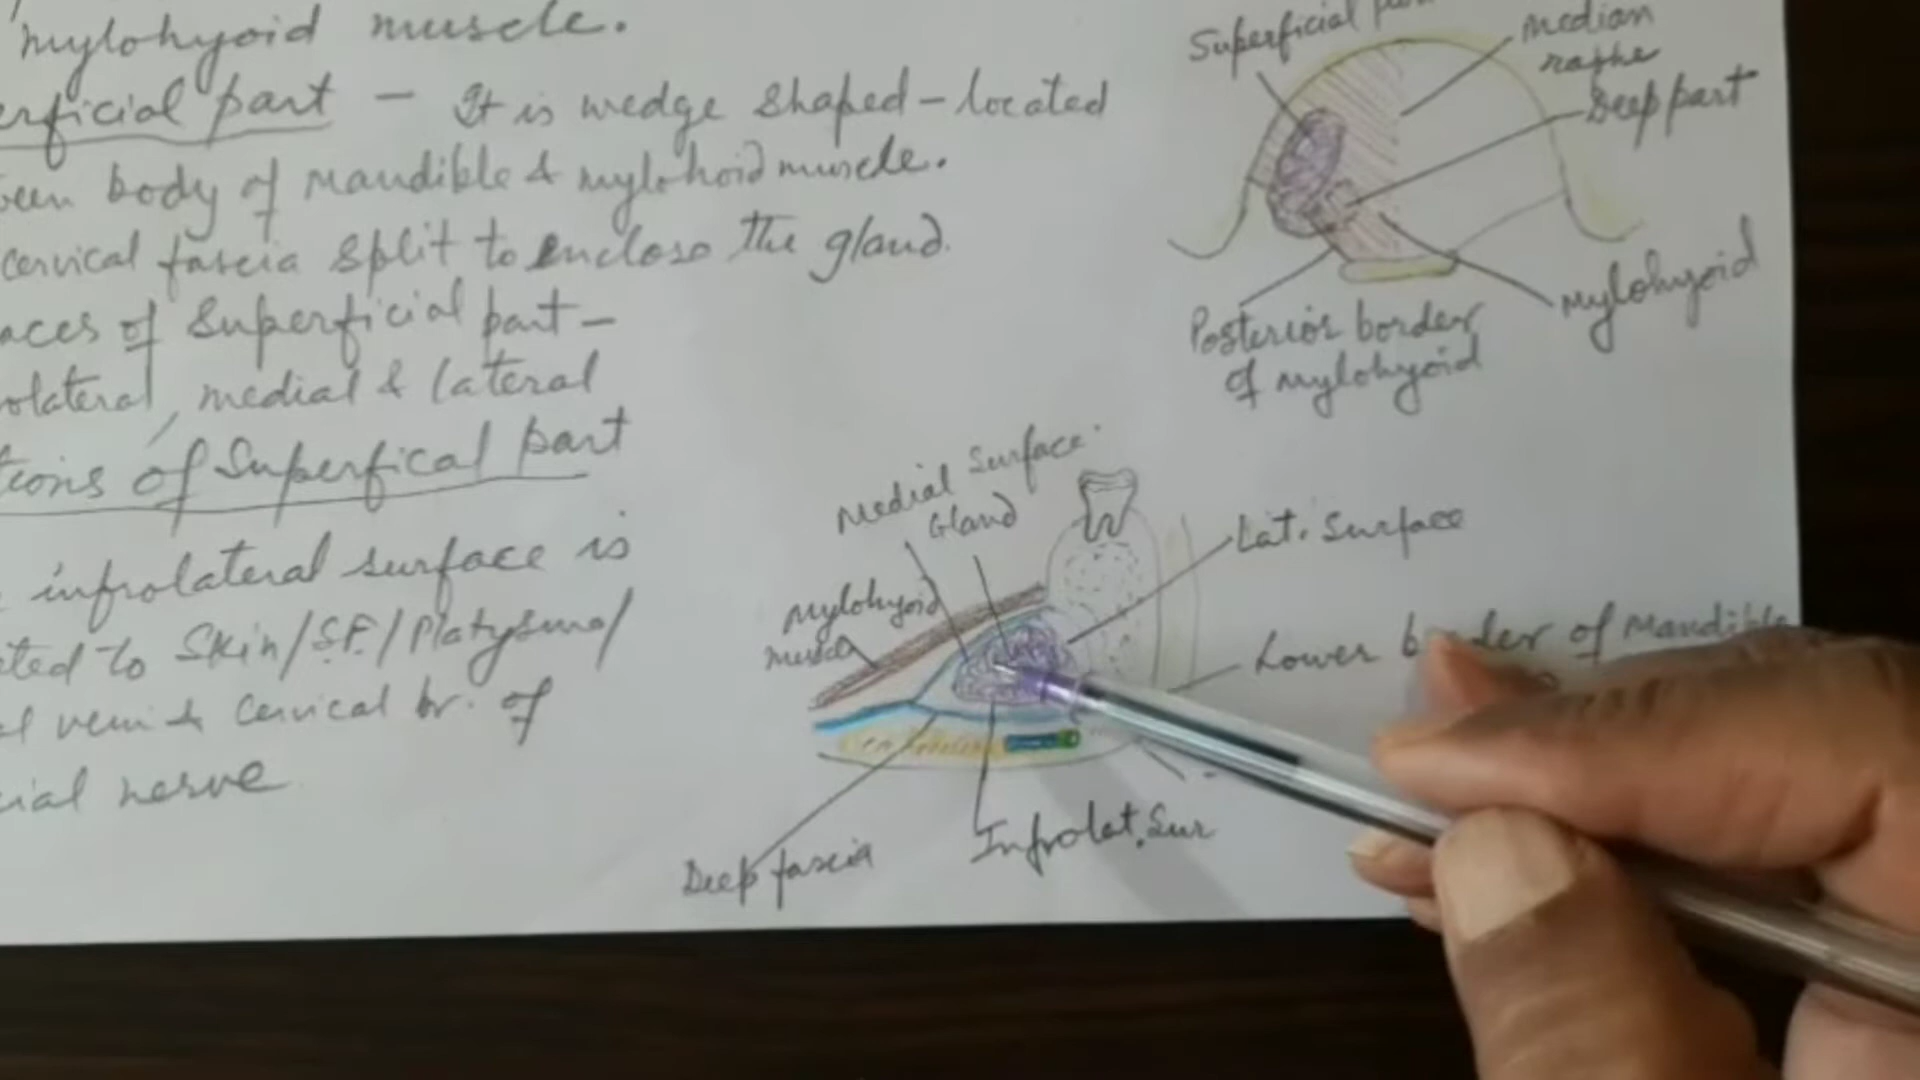 mylohyoid muscle.
erficial part - It is wedge shaped - located
een body of mandible & mylohoid muscle.
cervical fascia split to enclose the gland.
aces of superficial part -
rolateral, medial & lateral
tions of Superfical part
infrolateral surface is
ted to Skin/S.F./Platysma/
l vein & Cervical br. of
cial nerve
Superficial
median
raphe
Deep part
mylohyoid
Posterior border
of mylohyoid
Medial Surface
Gland
Lat. Surface
mylohyoid
muscle
Lower border of mandible
Infrolat. Sur
Deep fascia